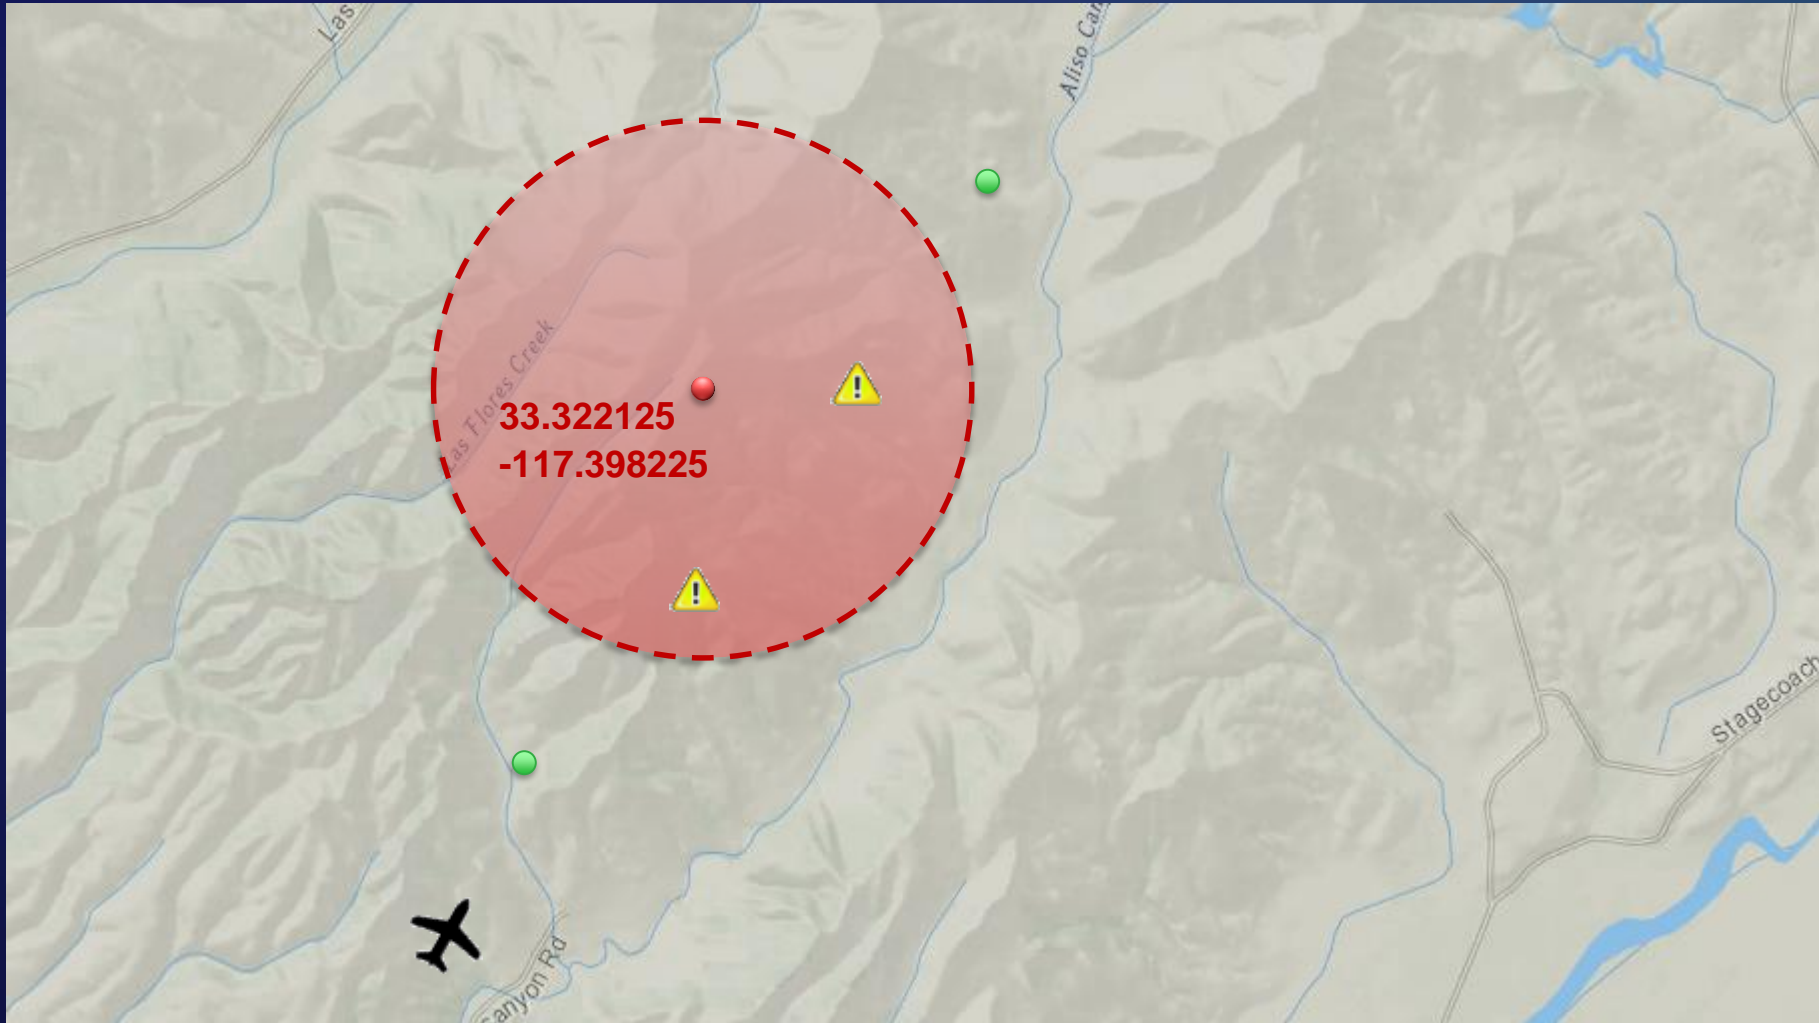 Las
Aliso Can
Las Flores Creek
33.322125
-117.398225
Stagecoach
Canyon Rd